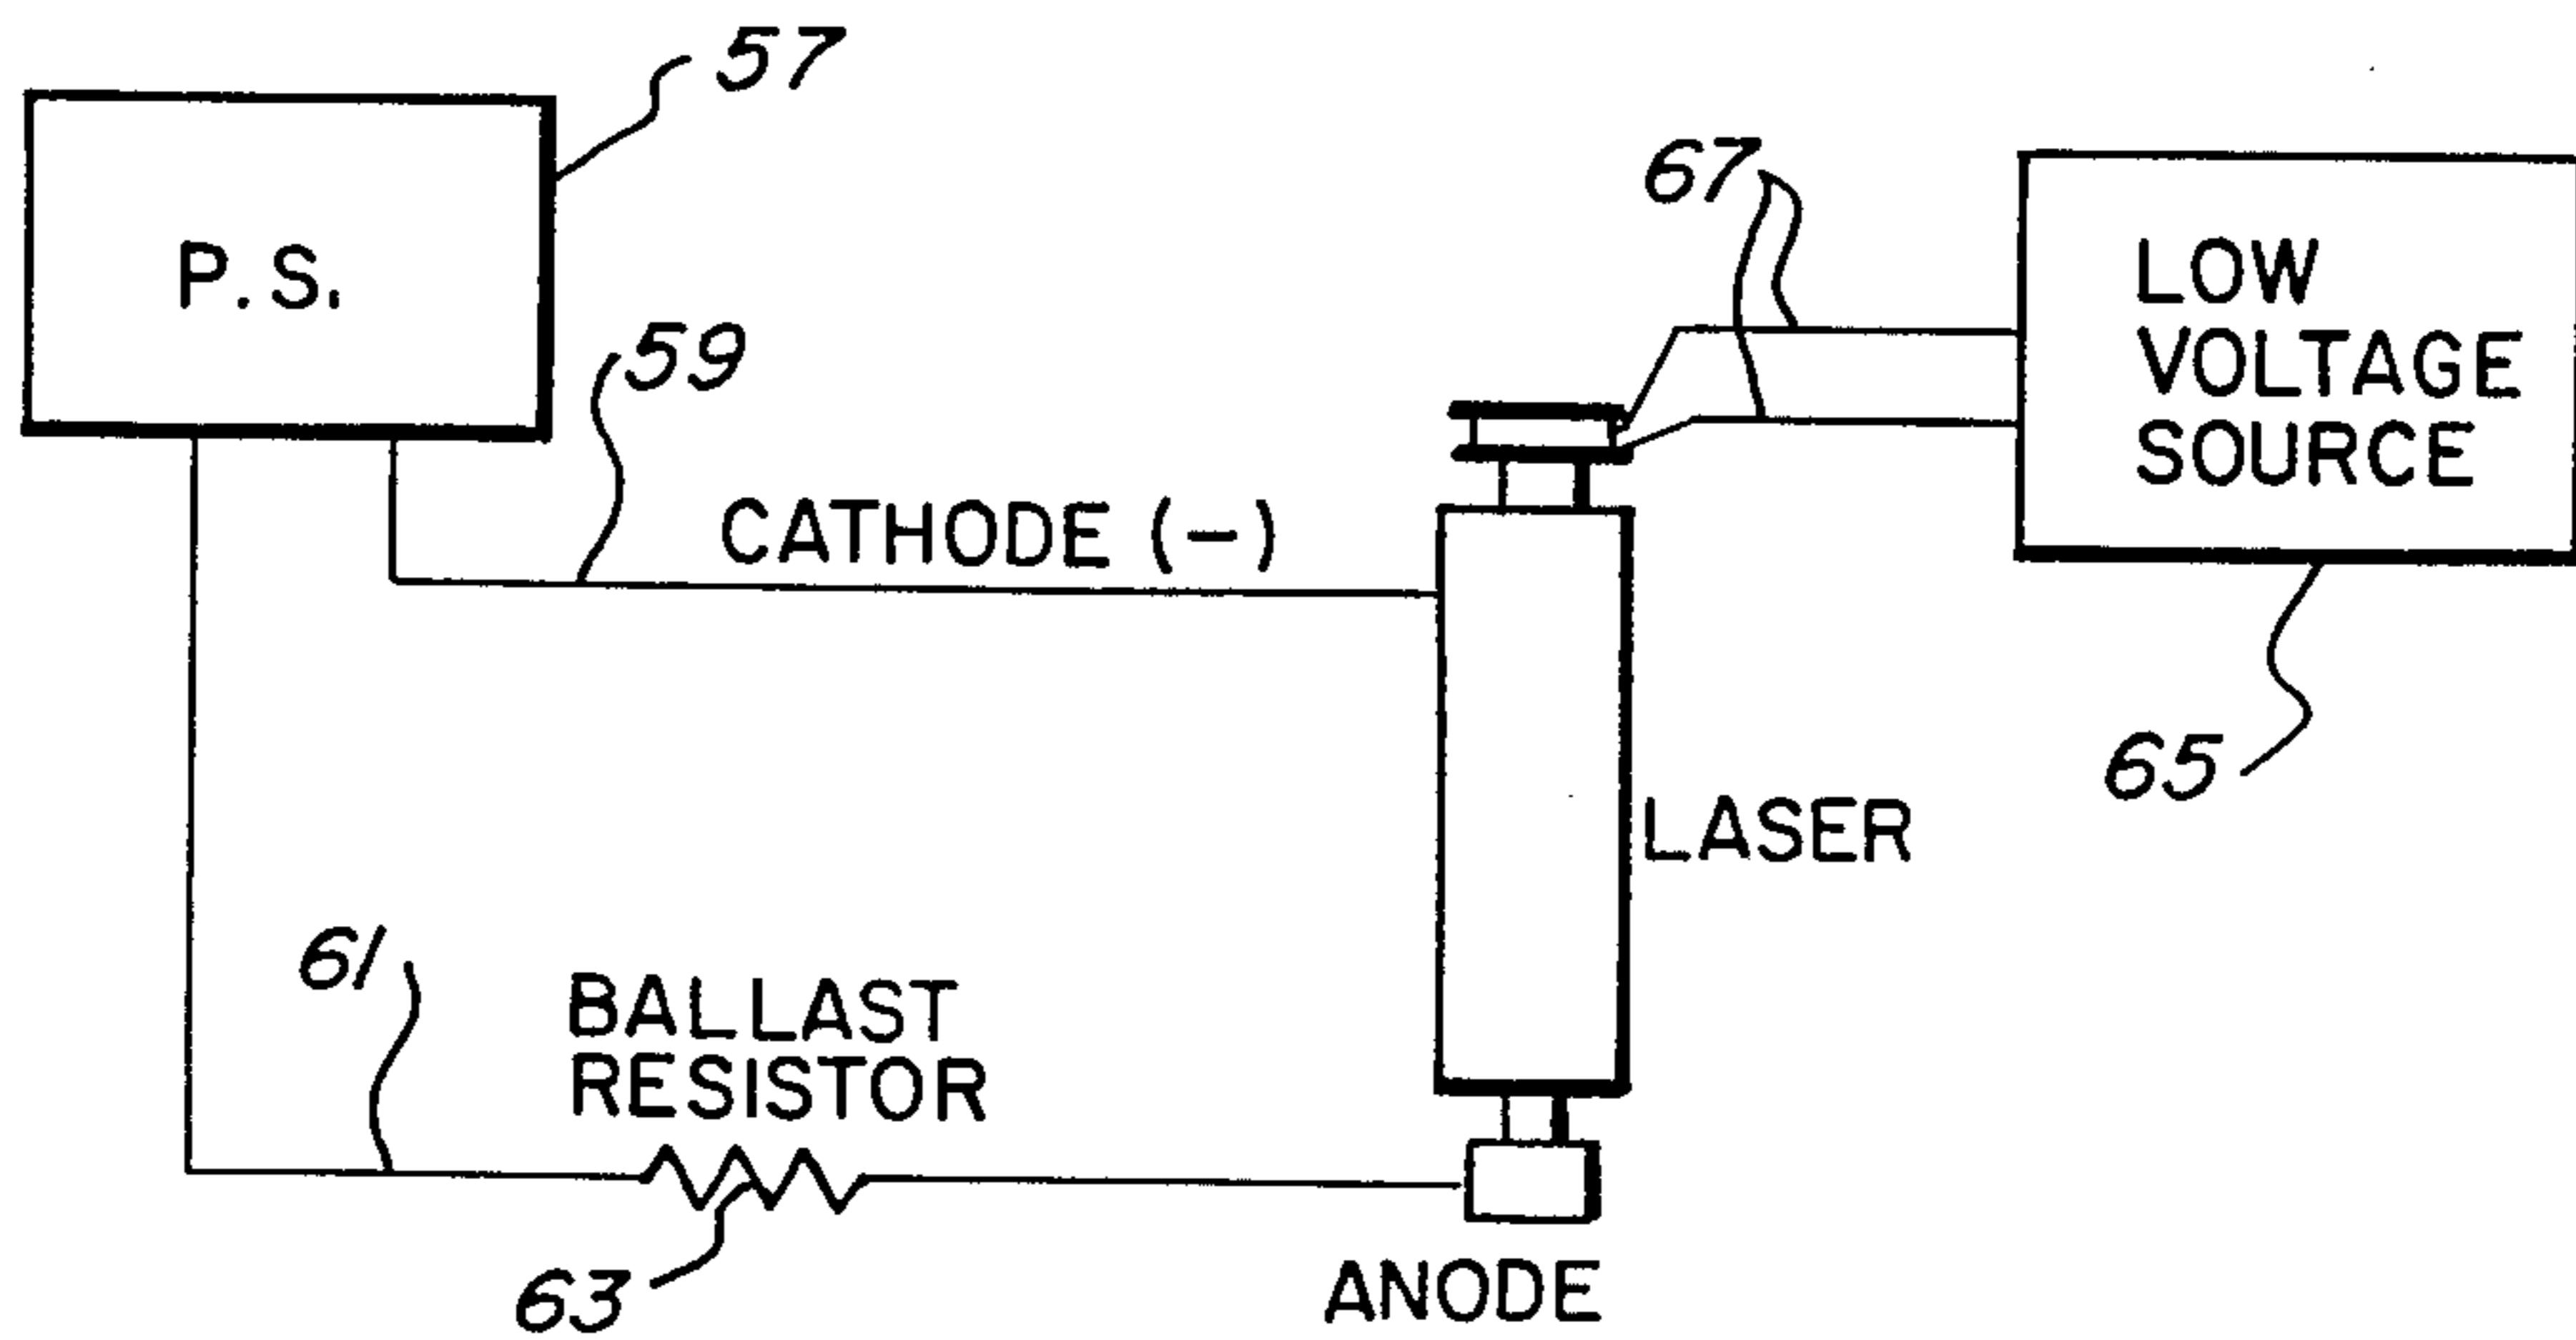 57
P.S.
59
67
LOW
VOLTAGE
SOURCE
CATHODE (-)
65
LASER
61
BALLAST
RESISTOR
63
ANODE